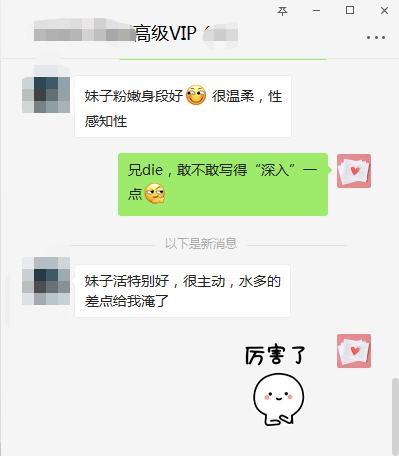 高级VIP（
妹子粉嫩身段好 很温柔，性
感知性
兄die，敢不敢写得“深入”一
点
以下是新消息
妹子活特别好，很主动，水多的
差点给我淹了
厉害了